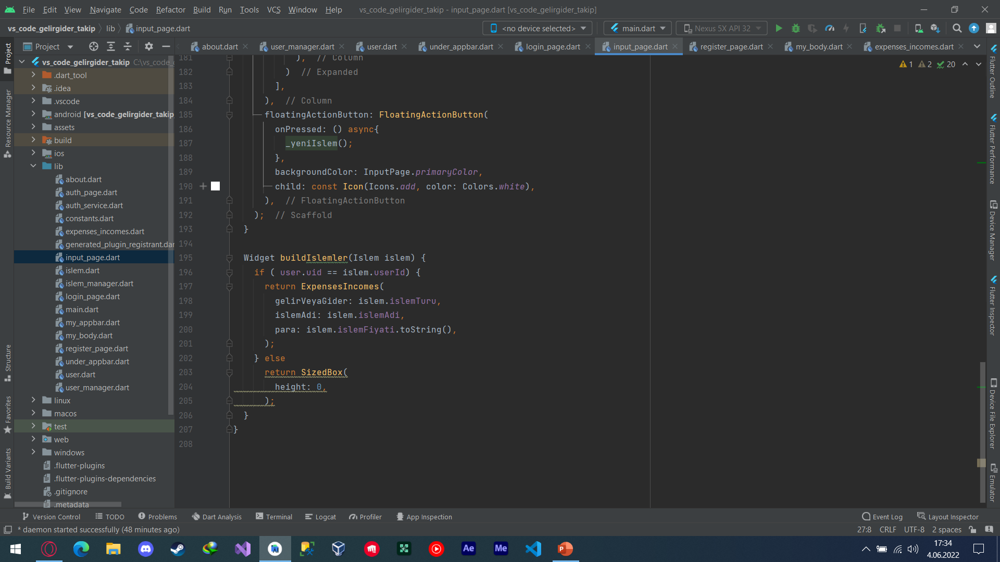 File Edit View Navigate Code Refactor Build Run Tools VCS Window Help vs_code_gelirgider_takip - input_page.dart [vs_code_gelirgider_takip]
vs_code_gelirgider_takip lib input_page.dart <no device selected> main.dart Nexus 5X API 32
Project about.dart user_manager.dart user.dart under_appbar.dart login_page.dart input_page.dart register_page.dart my_body.dart expenses_incomes.dart
Project
Resource Manager
Structure
Favorites
Build Variants
vs_code_gelirgider_takip C:\vs_code_
.dart_tool
.idea
.vscode
android [vs_code_gelirgider_takip
assets
build
ios
lib
about.dart
auth_page.dart
auth_service.dart
constants.dart
expenses_incomes.dart
generated_plugin_registrant.dar
input_page.dart
islem.dart
islem_manager.dart
login_page.dart
main.dart
my_appbar.dart
my_body.dart
register_page.dart
under_appbar.dart
user.dart
user_manager.dart
linux
macos
test
web
windows
.flutter-plugins
.flutter-plugins-dependencies
.gitignore
.metadata
1 2 20
181 ), // Column
182 ) // Expanded
183 ],
184 ), // Column
185 floatingActionButton: FloatingActionButton(
186 onPressed: () async{
187 _yeniIslem();
188 },
189 backgroundColor: InputPage.primaryColor,
190 child: const Icon(Icons.add, color: Colors.white),
191 ), // FloatingActionButton
192 ); // Scaffold
193 }
194
195 Widget buildIslemler(Islem islem) {
196 if ( user.uid == islem.userId) {
197 return ExpensesIncomes(
198 gelirVeyaGider: islem.islemTuru,
199 islemAdi: islem.islemAdi,
200 para: islem.islemFiyati.toString(),
201 );
202 } else
203 return SizedBox(
204 height: 0,
205 );
206 }
207 }
208
Flutter Outline
Flutter Performance
Device Manager
Flutter Inspector
Device File Explorer
Emulator
Version Control TODO Problems Dart Analysis Terminal Logcat Profiler App Inspection Event Log Layout Inspector
* daemon started successfully (48 minutes ago) 27:8 CRLF UTF-8 2 spaces
Ae Me P
17:34
4.06.2022